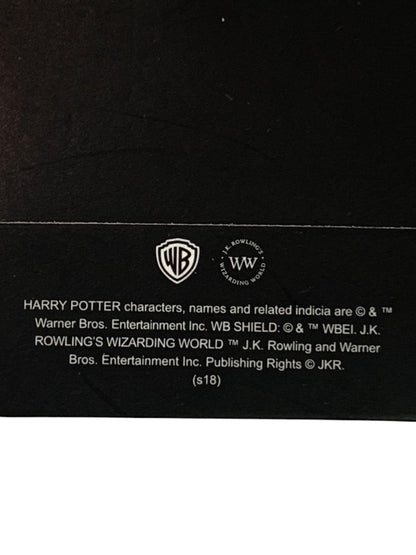 WB
J.K. ROWLING'S
WW
WIZARDING WORLD
HARRY POTTER characters, names and related indicia are © & ™
Warner Bros. Entertainment Inc. WB SHIELD: © & ™ WBEI. J.K.
ROWLING'S WIZARDING WORLD ™ J.K. Rowling and Warner
Bros. Entertainment Inc. Publishing Rights © JKR.
(s18)